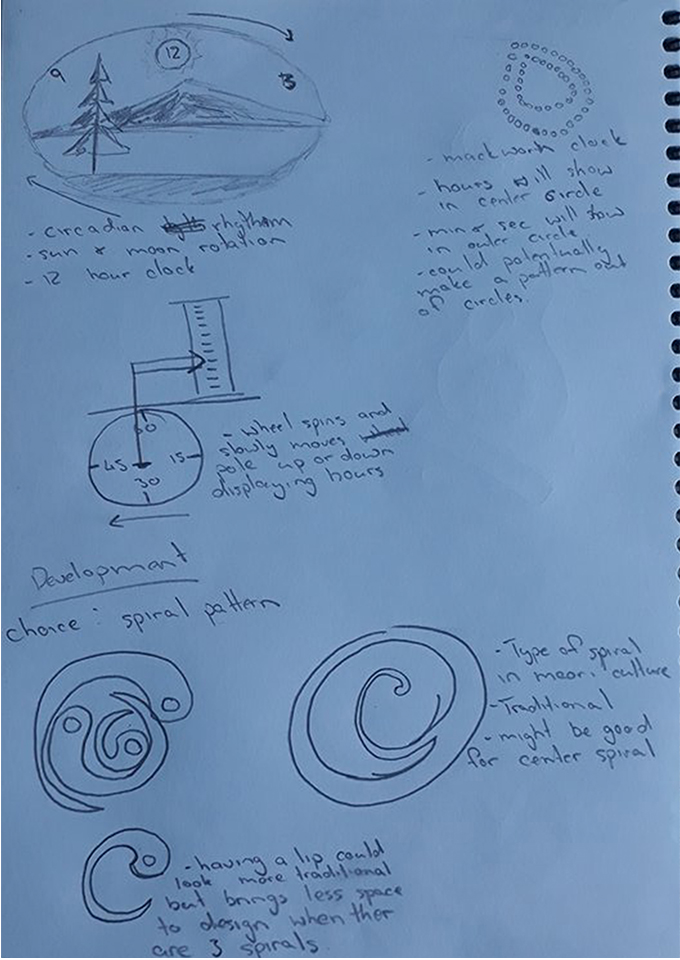 9
12
3
- circadian rhythm
- sun & moon rotation
- 12 hour clock
- mackworth clock
- hours will show
in center circle
- min & sec will show
in outer circle
- could potentially
make a pattern out
of circles.
60
45
15
30
- wheel spins and
slowly moves
pole up or down
displaying hours
Development
choice: spiral pattern
- Type of spiral
in maori culture
- Traditional
- might be good
for center spiral
- having a lip could
look more traditional
but brings less space
to design when ther
are 3 spirals.